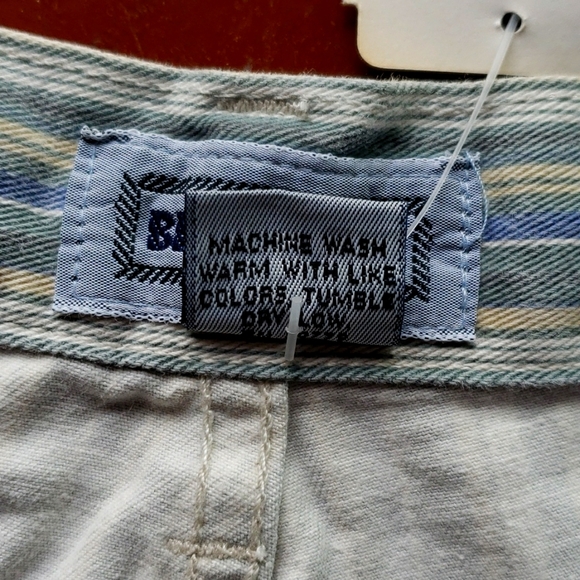 MACHINE WASH
WARM WITH LIKE
COLORS, TUMBLE
DRY LOW